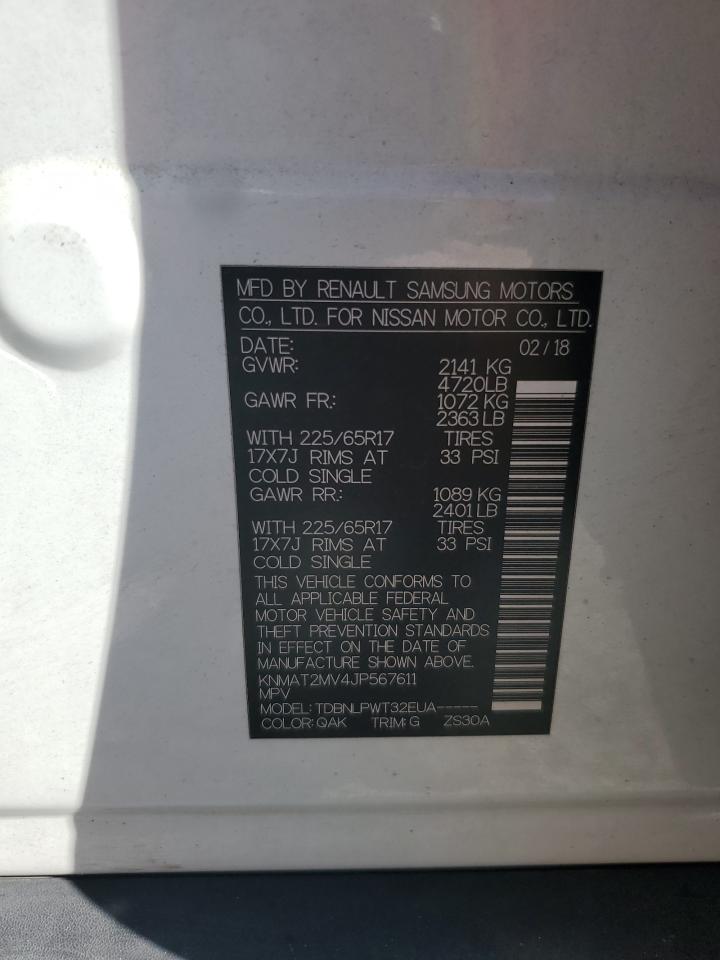 MFD BY RENAULT SAMSUNG MOTORS
CO., LTD. FOR NISSAN MOTOR CO., LTD.
DATE: 02/18
GVWR: 2141 KG
4720LB
GAWR FR.: 1072 KG
2363 LB
WITH 225/65R17 TIRES
17X7J RIMS AT 33 PSI
COLD SINGLE
GAWR RR.: 1089 KG
2401 LB
WITH 225/65R17 TIRES
17X7J RIMS AT 33 PSI
COLD SINGLE
THIS VEHICLE CONFORMS TO
ALL APPLICABLE FEDERAL
MOTOR VEHICLE SAFETY AND
THEFT PREVENTION STANDARDS
IN EFFECT ON THE DATE OF
MANUFACTURE SHOWN ABOVE.
KNMAT2MV4JP567611
MPV
MODEL: TDBNLPWT32EUA-----
COLOR: QAK TRIM: G ZS30A